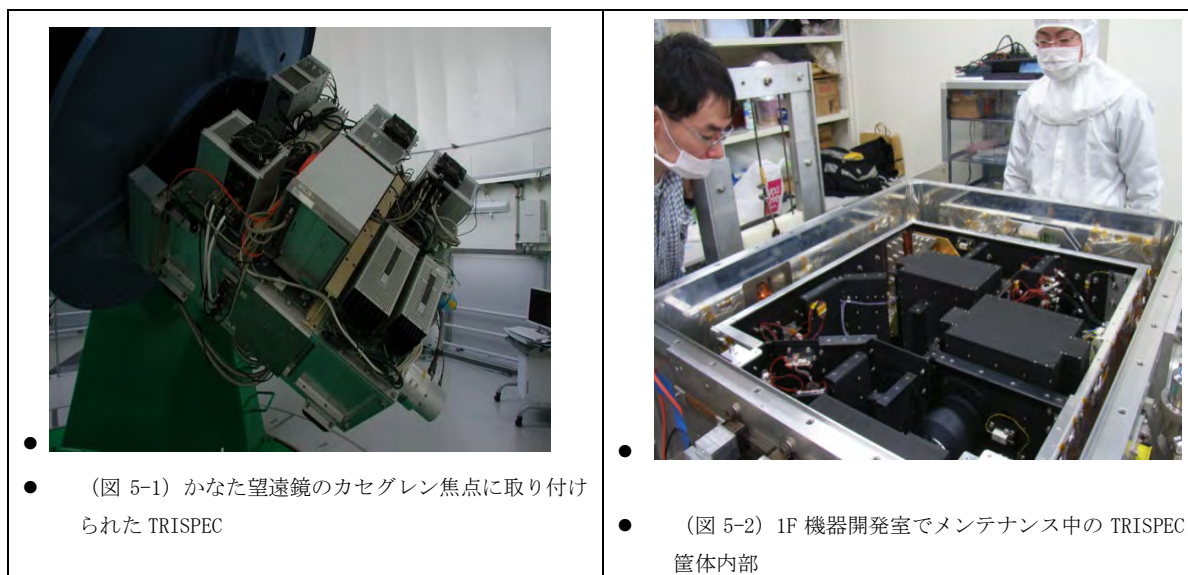 ●
● (図 5-1) かなた望遠鏡のカセグレン焦点に取り付け
られた TRISPEC
●
● (図 5-2) 1F 機器開発室でメンテナンス中の TRISPEC
筐体内部